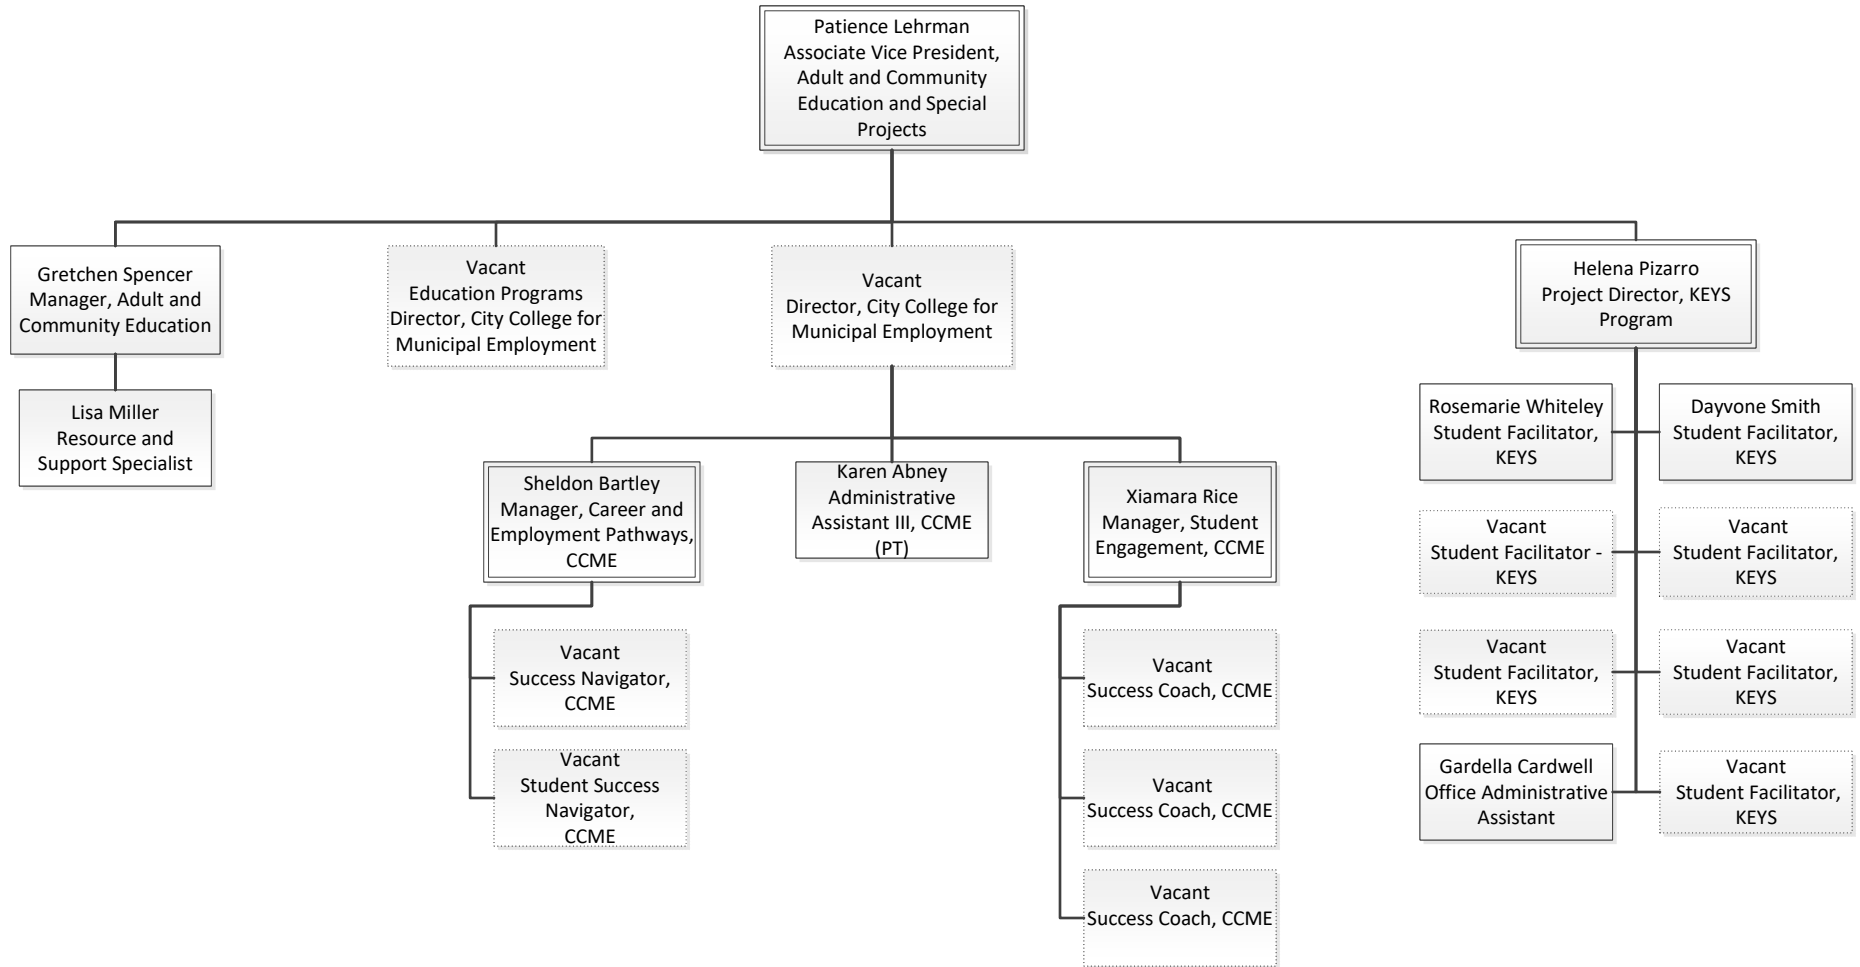 Patience Lehrman
Associate Vice President,
Adult and Community
Education and Special
Projects
Gretchen Spencer
Manager, Adult and
Community Education
Lisa Miller
Resource and
Support Specialist
Vacant
Education Programs
Director, City College for
Municipal Employment
Vacant
Director, City College for
Municipal Employment
Sheldon Bartley
Manager, Career and
Employment Pathways,
CCME
Vacant
Success Navigator,
CCME
Vacant
Student Success
Navigator,
CCME
Karen Abney
Administrative
Assistant III, CCME
(PT)
Xiamara Rice
Manager, Student
Engagement, CCME
Vacant
Success Coach, CCME
Vacant
Success Coach, CCME
Vacant
Success Coach, CCME
Helena Pizarro
Project Director, KEYS
Program
Rosemarie Whiteley
Student Facilitator,
KEYS
Dayvone Smith
Student Facilitator,
KEYS
Vacant
Student Facilitator -
KEYS
Vacant
Student Facilitator,
KEYS
Vacant
Student Facilitator,
KEYS
Vacant
Student Facilitator,
KEYS
Gardella Cardwell
Office Administrative
Assistant
Vacant
Student Facilitator,
KEYS